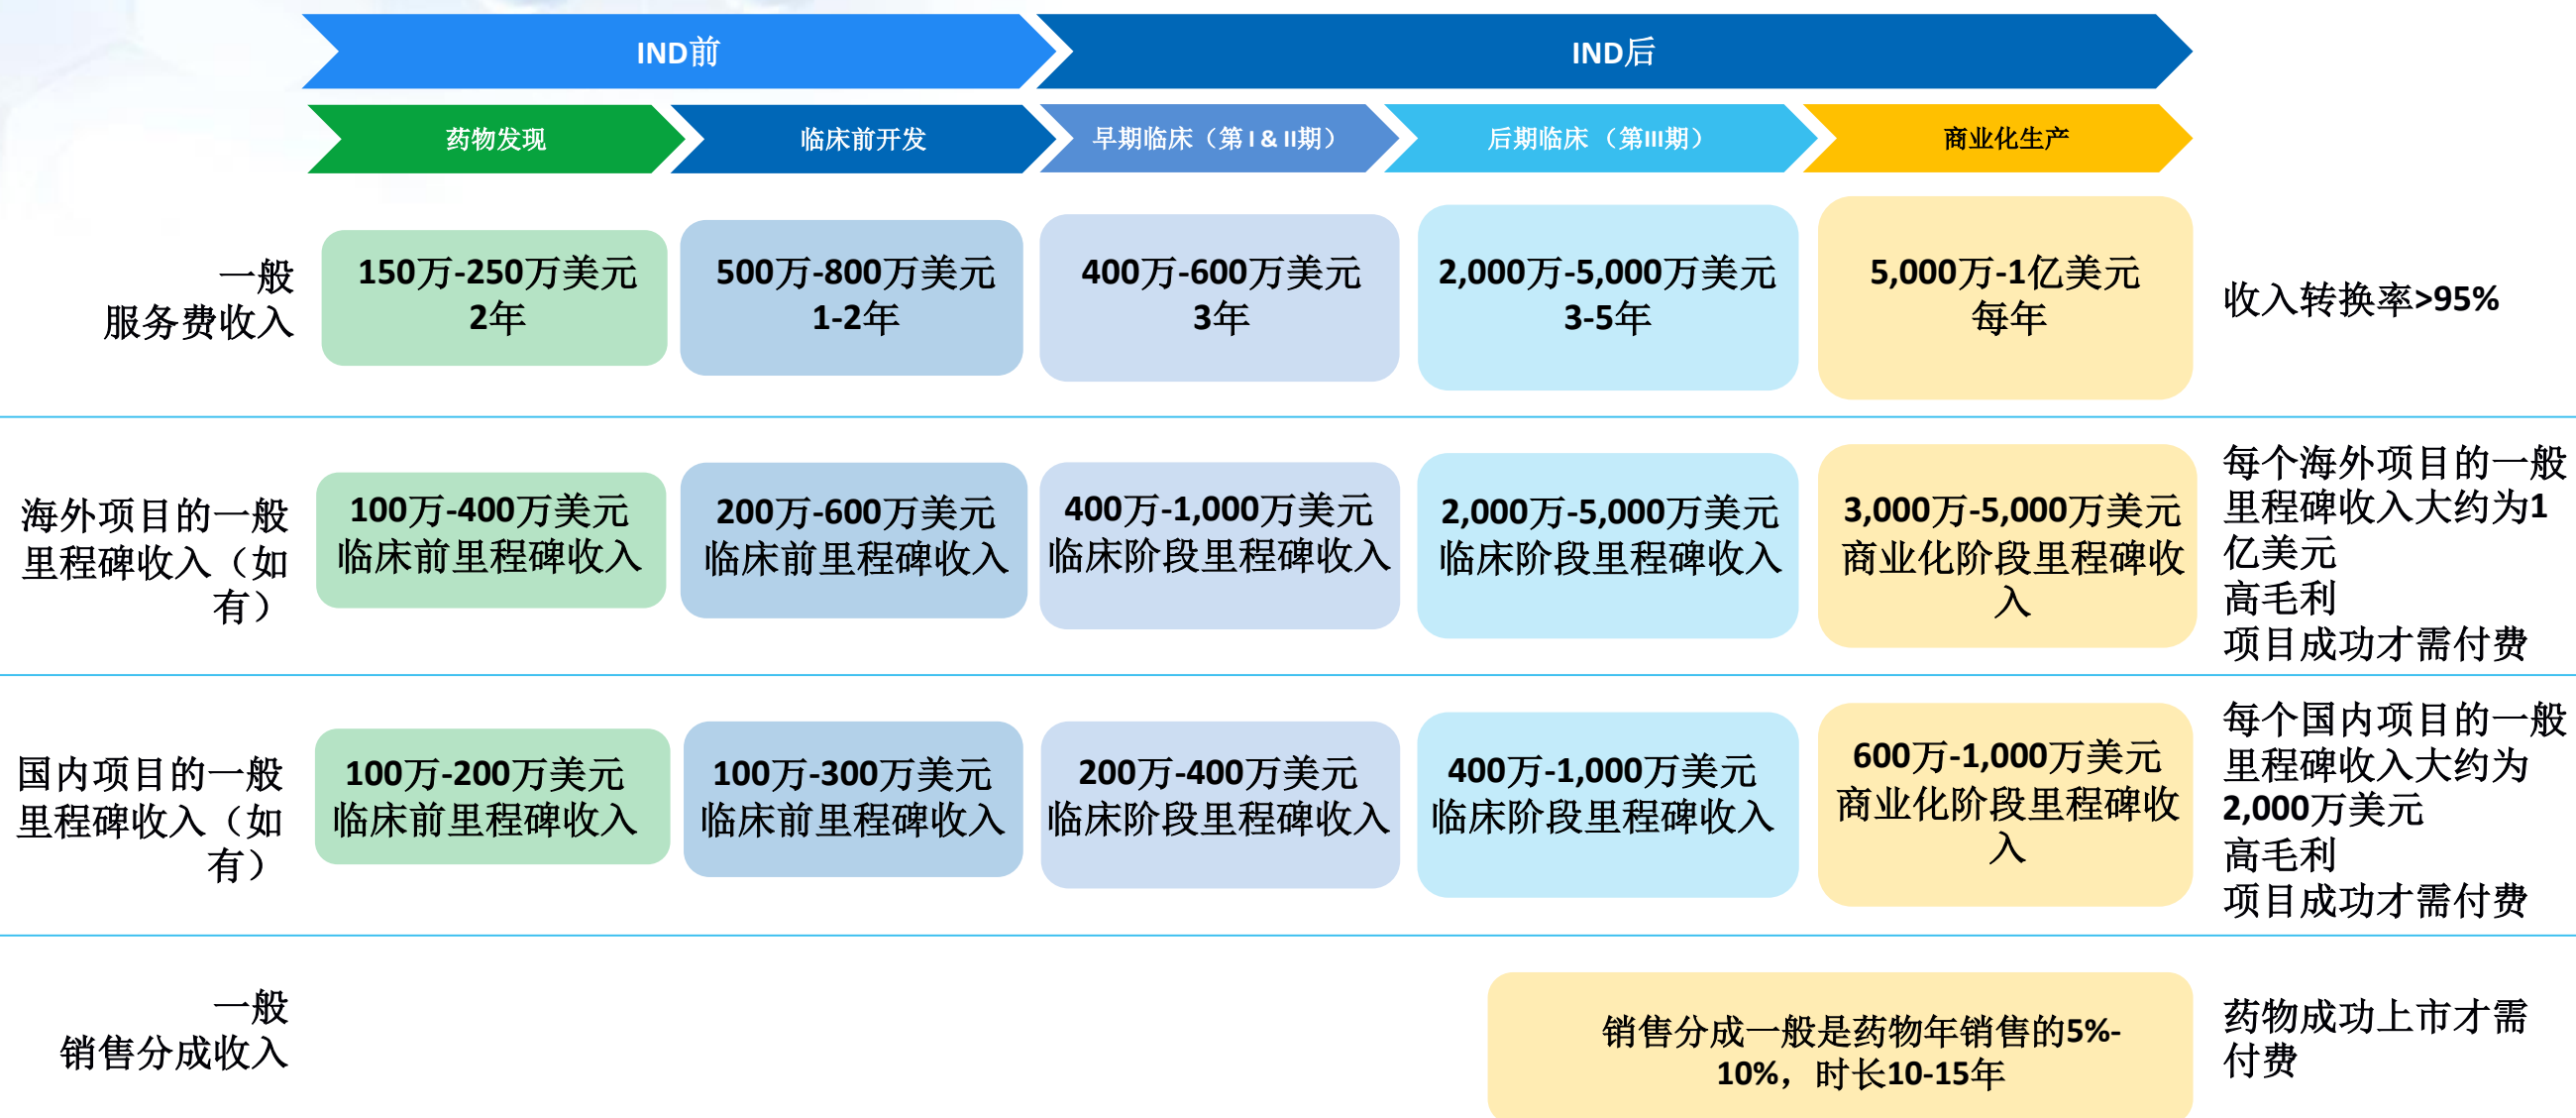 IND前
IND后
药物发现
临床前开发
早期临床（第 I & II期）
后期临床 （第III期）
商业化生产
一般
服务费收入
150万-250万美元
2年
500万-800万美元
1-2年
400万-600万美元
3年
2,000万-5,000万美元
3-5年
5,000万-1亿美元
每年
收入转换率>95%
海外项目的一般
里程碑收入（如
有）
100万-400万美元
临床前里程碑收入
200万-600万美元
临床前里程碑收入
400万-1,000万美元
临床阶段里程碑收入
2,000万-5,000万美元
临床阶段里程碑收入
3,000万-5,000万美元
商业化阶段里程碑收
入
每个海外项目的一般
里程碑收入大约为1
亿美元
高毛利
项目成功才需付费
国内项目的一般
里程碑收入（如
有）
100万-200万美元
临床前里程碑收入
100万-300万美元
临床前里程碑收入
200万-400万美元
临床阶段里程碑收入
400万-1,000万美元
临床阶段里程碑收入
600万-1,000万美元
商业化阶段里程碑收
入
每个国内项目的一般
里程碑收入大约为
2,000万美元
高毛利
项目成功才需付费
一般
销售分成收入
销售分成一般是药物年销售的5%-
10%，时长10-15年
药物成功上市才需
付费